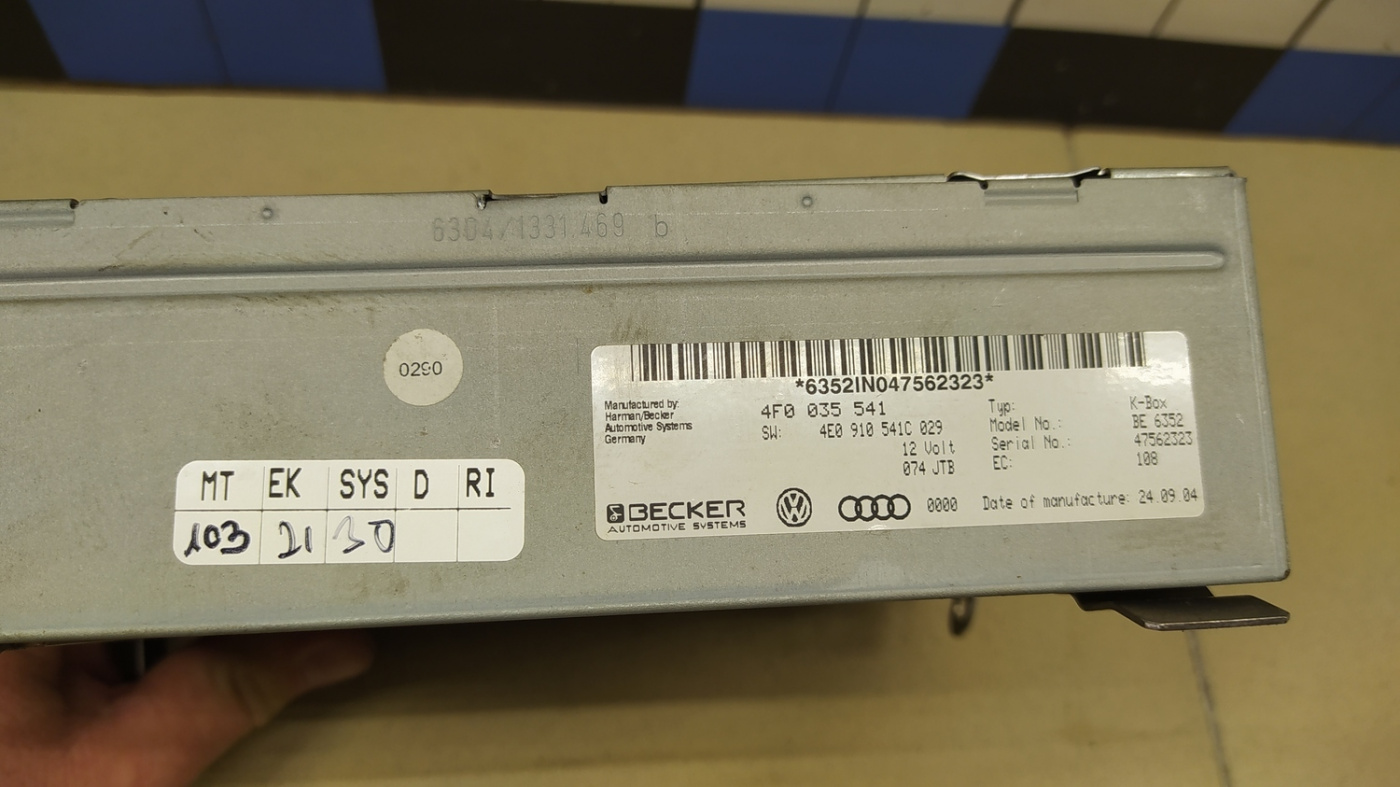 6304/1331.469 b
0290
MT EK SYS D RI
103 21 30
*6352IN047562323*
Manufactured by:
Harman/Becker
Automotive Systems
Germany
4F0 035 541
SW: 4E0 910 541C 029
12 Volt
074 JTB
Typ: K-Box
Model No.: BE 6352
Serial No.: 47562323
EC: 108
BECKER
AUTOMOTIVE SYSTEMS
0000
Date of manufacture: 24.09.04